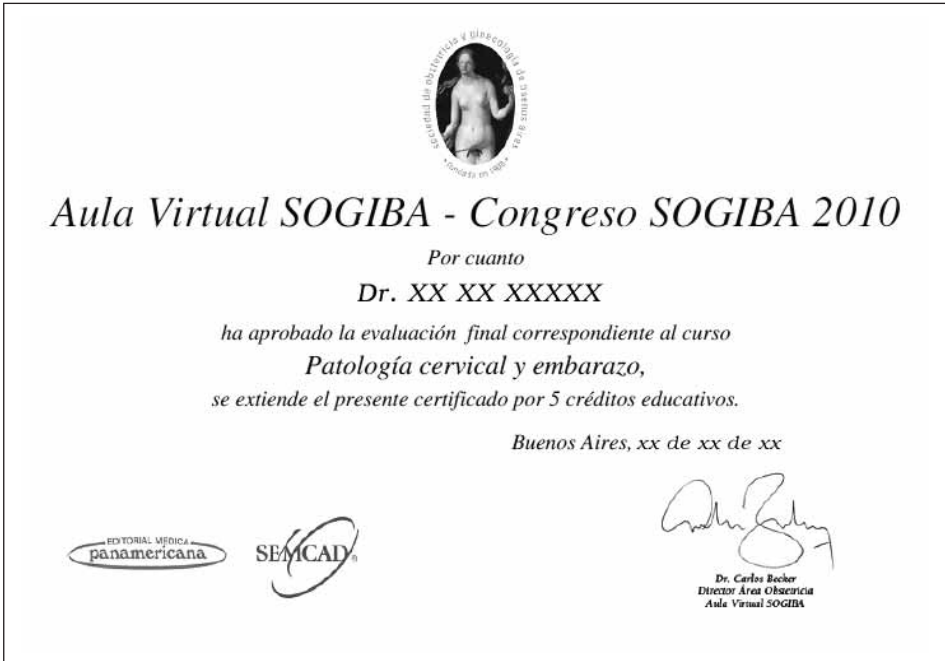 sociedad de obstetricia y ginecología de buenos aires
• fundada en 1908 •
Aula Virtual SOGIBA - Congreso SOGIBA 2010
Por cuanto
Dr. XX XX XXXXX
ha aprobado la evaluación final correspondiente al curso
Patología cervical y embarazo,
se extiende el presente certificado por 5 créditos educativos.
Buenos Aires, xx de xx de xx
EDITORIAL MEDICA
panamericana
SEMCAD®
Dr. Carlos Becker
Director Área Obstetricia
Aula Virtual SOGIBA